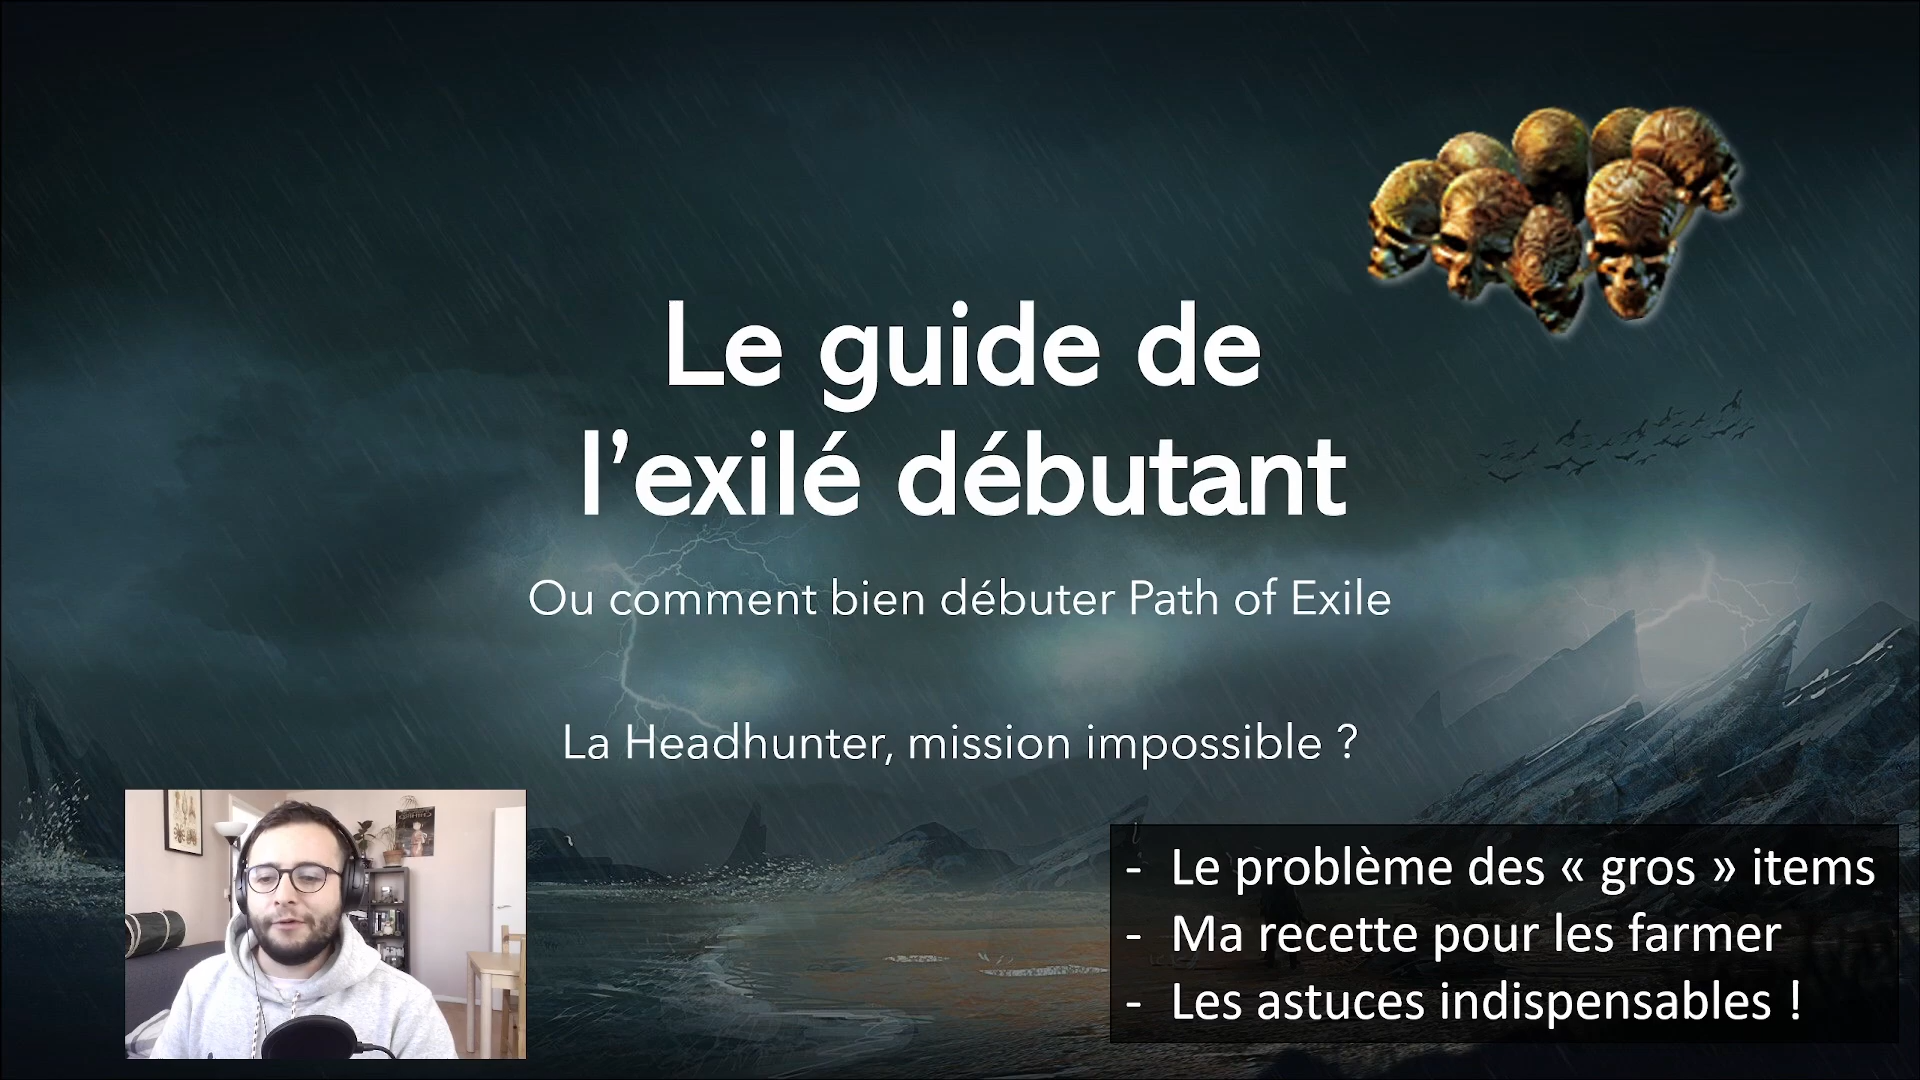 Le guide de
l'exilé débutant
Ou comment bien débuter Path of Exile
La Headhunter, mission impossible ?
- Le problème des « gros » items
- Ma recette pour les farmer
- Les astuces indispensables !